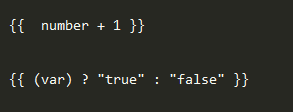 {{  number + 1 }}
{{ (var) ? "true" : "false" }}